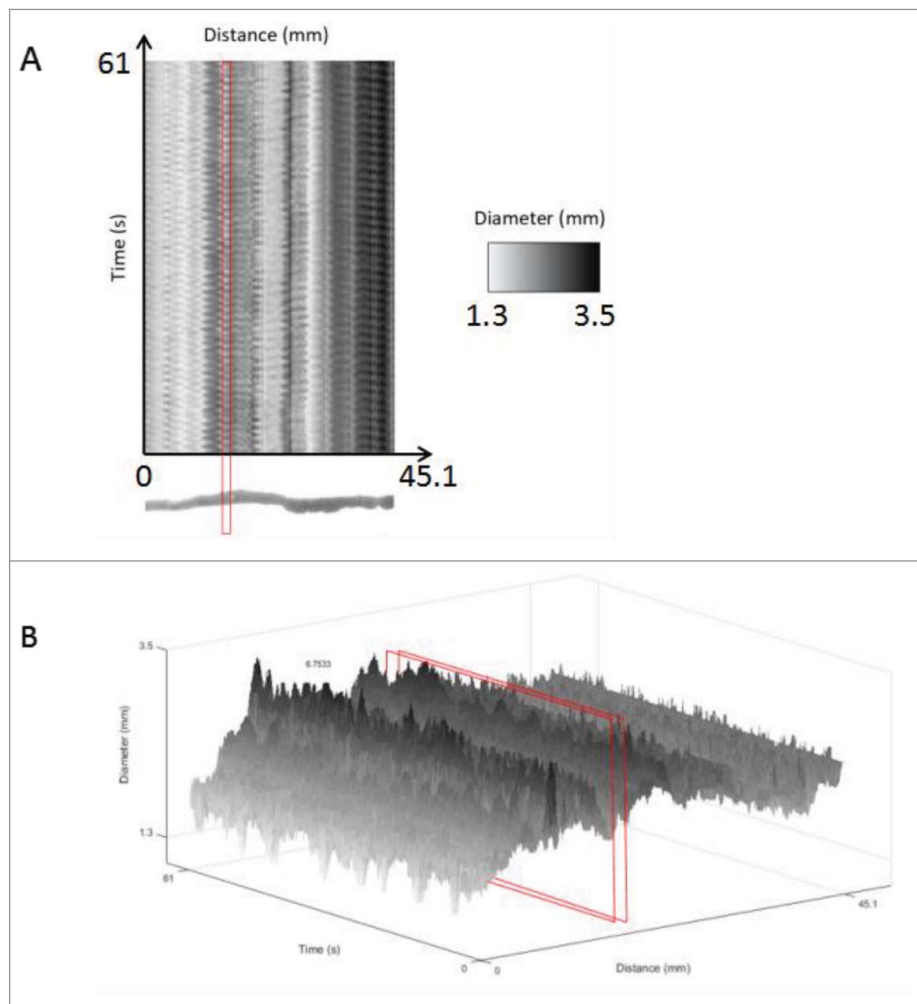 A
Distance (mm)
61
Time (s)
Diameter (mm)
1.3 3.5
0 45.1
B
3.5
6.7533
Diameter (mm)
1.3
61
45.1
Time (s)
0 0
Distance (mm)